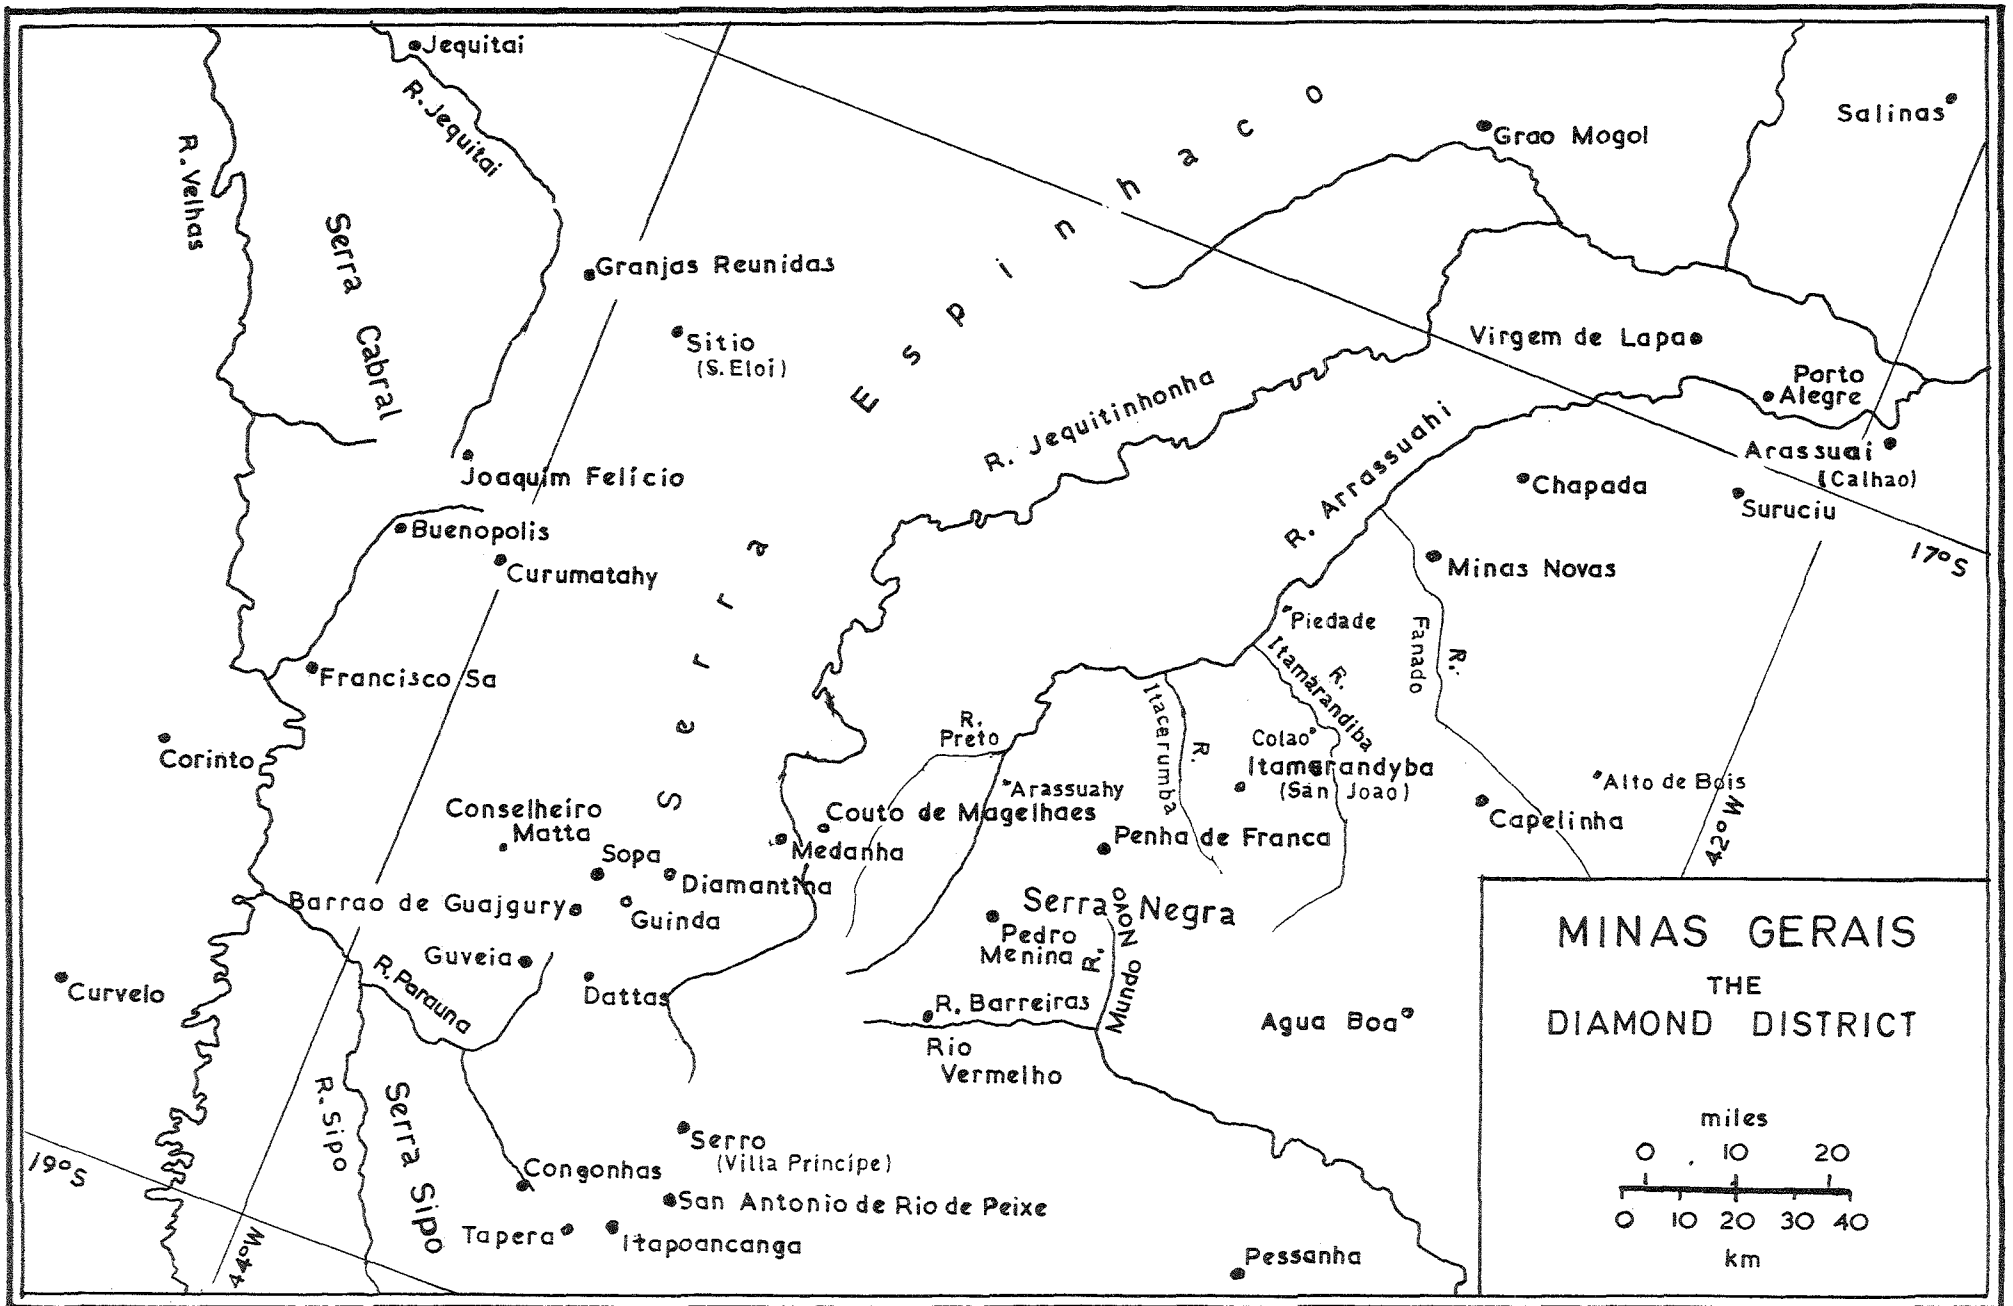 Jequitai
R. Jequitai
R. Velhas
Serra Cabral
Granjas Reunidas
Sitio
(S. Eloi)
Serra Espinhaco
Grao Mogol
Salinas
Virgem de Lapa
Porto
Alegre
Arassuai
(Calhao)
Suruciu
17°S
R. Jequitinhonha
R. Arrassuahi
Chapada
Minas Novas
Joaquim Felício
Buenopolis
Curumatahy
Francisco Sa
Corinto
Piedade
R. Itamarandiba
R. Fanado
R. Itacarumba
R.
Preto
Colao
Itamarandyba
(San Joao)
Arassuahy
Alto de Bois
Capelinha
42°W
Conselheiro
Matta
Sopa
Couto de Magelhaes
Medanha
Penha de Franca
Diamantina
Barrao de Guajgury
Guinda
Serra Negra
Pedro
Menina
R. Mundo Novo
Guveia
Curvelo
R. Parauna
Dattas
R. Barreiras
Rio
Vermelho
Agua Boa
R. Sipo
Serra Sipo
Serro
(Villa Principe)
Congonhas
San Antonio de Rio de Peixe
Tapera
Itapoancanga
Pessanha
19°S
44°W
MINAS GERAIS
THE
DIAMOND DISTRICT
miles
0 10 20
0 10 20 30 40
km